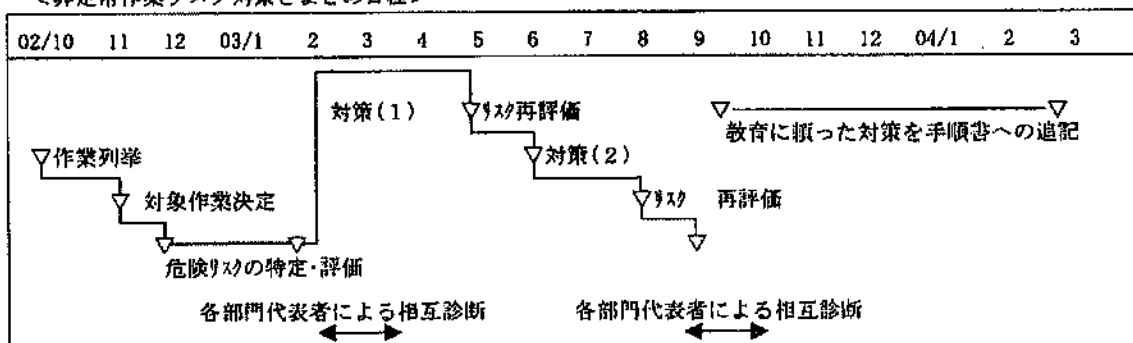 02/10 11 12 03/1 2 3 4 5 6 7 8 9 10 11 12 04/1 2 3
対策(1)
リスク再評価
教育に頼った対策を手順書への追記
作業列挙
対策(2)
対象作業決定
リスク 再評価
危険リスクの特定・評価
各部門代表者による相互診断
各部門代表者による相互診断